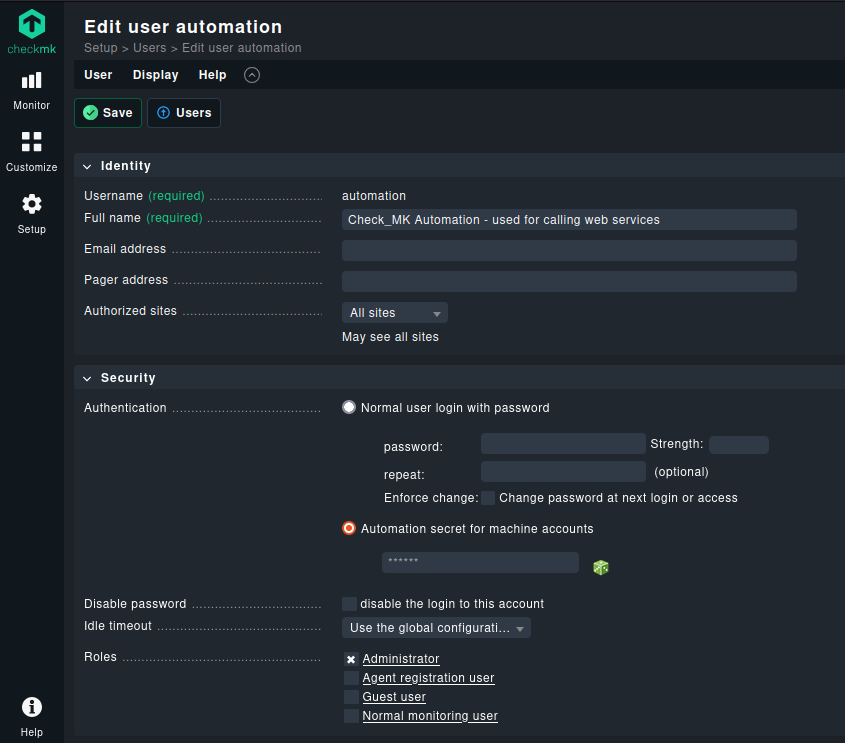 Edit user automation
checkmk
Setup > Users > Edit user automation
User Display Help
Monitor
Save Users
Customize
Identity
Username (required) automation
Full name (required) Check_MK Automation - used for calling web services
Setup
Email address
Pager address
Authorized sites All sites
May see all sites
Security
Authentication Normal user login with password
password: Strength:
repeat: (optional)
Enforce change: Change password at next login or access
Automation secret for machine accounts
******
Disable password disable the login to this account
Idle timeout Use the global configurati...
Roles Administrator
Agent registration user
Guest user
Normal monitoring user
Help